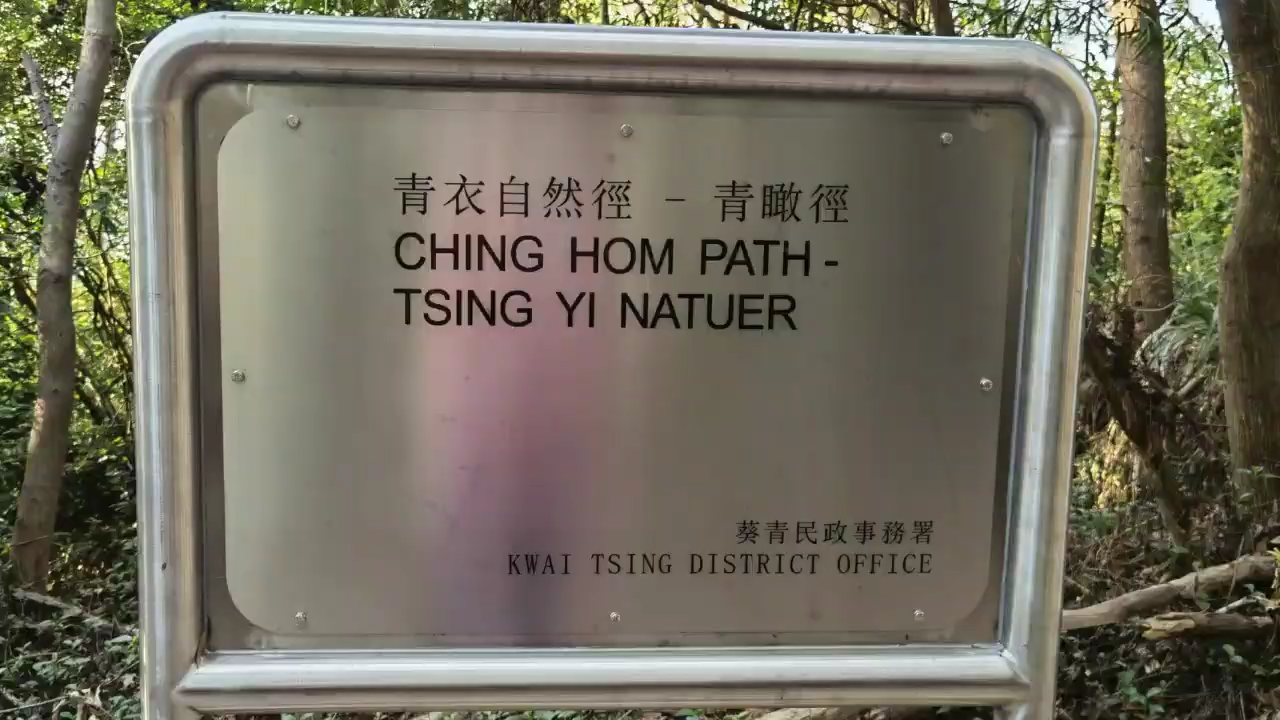 青衣自然徑 – 青瞰徑
CHING HOM PATH -
TSING YI NATUER
葵青民政事務署
KWAI TSING DISTRICT OFFICE